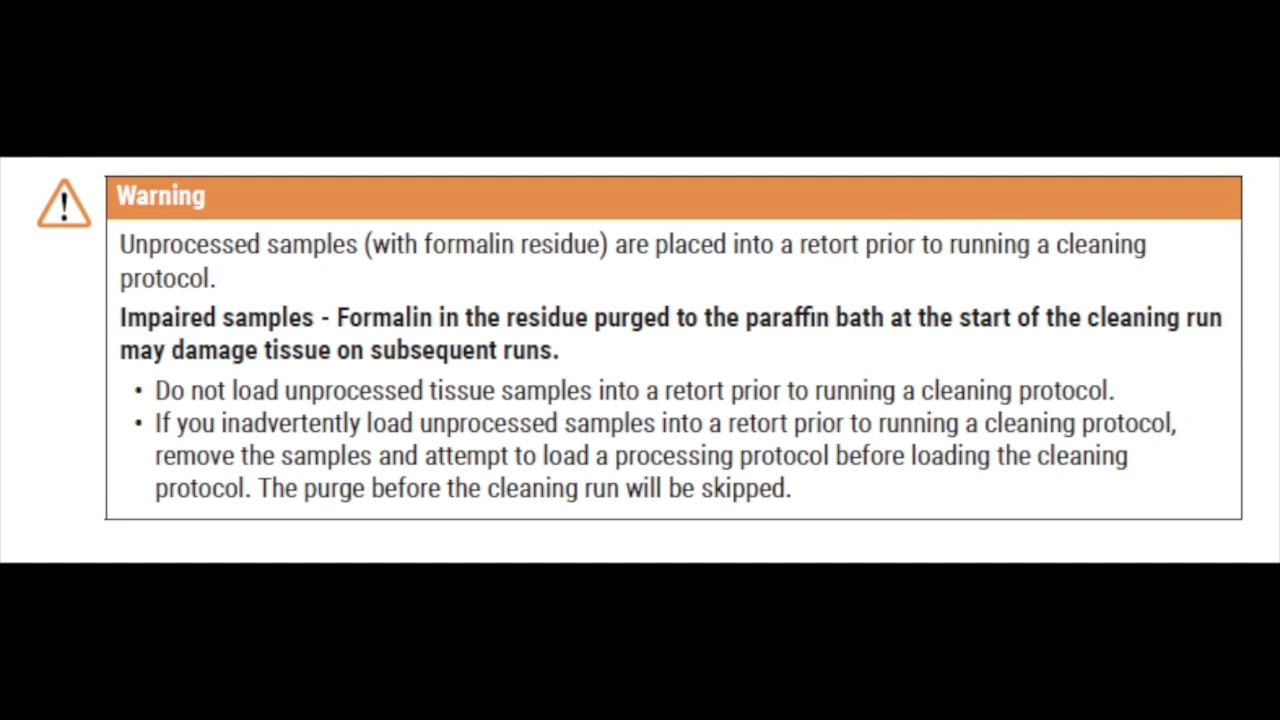 Warning
Unprocessed samples (with formalin residue) are placed into a retort prior to running a cleaning
protocol.
Impaired samples - Formalin in the residue purged to the paraffin bath at the start of the cleaning run
may damage tissue on subsequent runs.
• Do not load unprocessed tissue samples into a retort prior to running a cleaning protocol.
• If you inadvertently load unprocessed samples into a retort prior to running a cleaning protocol,
remove the samples and attempt to load a processing protocol before loading the cleaning
protocol. The purge before the cleaning run will be skipped.